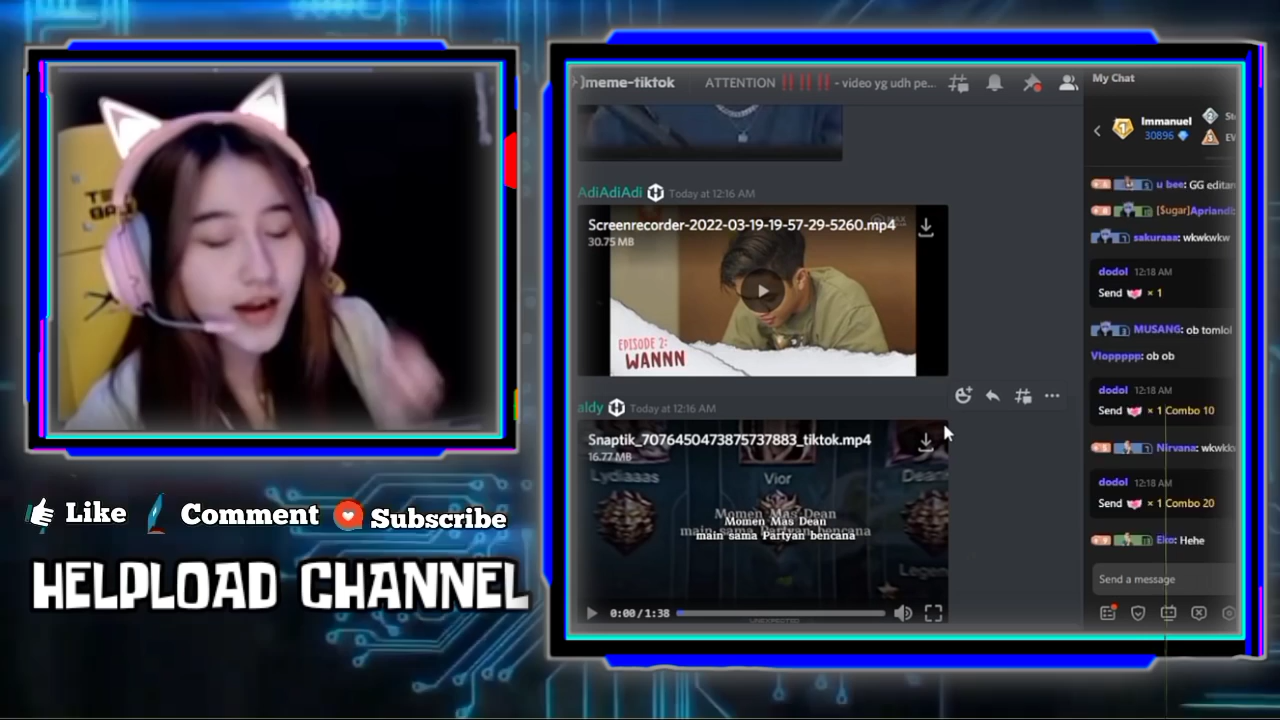 Like
Comment
Subscribe
HELPLOAD CHANNEL
meme-tiktok
ATTENTION ‼️‼️‼️ - video yg udh pe...
AdiAdiAdi
Today at 12:16 AM
Screenrecorder-2022-03-19-19-57-29-5260.mp4
30.75 MB
EPISODE 2:
WANNN
aldy
Today at 12:16 AM
Snaptik_7076450473875737883_tiktok.mp4
16.77 MB
Lydiaaas
Vior
Momen Mas Dean
main sama Partyan bencana
0:00/1:38
My Chat
Immanuel
30896
u bee: GG editan
[$ugar]Apriandi:
sakuraaa: wkwkwkw
dodol 12:18 AM
Send × 1
MUSANG: ob tomlol
Vloppppp: ob ob
dodol 12:18 AM
Send × 1 Combo 10
Nirvana: wkwkk
dodol 12:18 AM
Send × 1 Combo 20
Eko: Hehe
Send a message